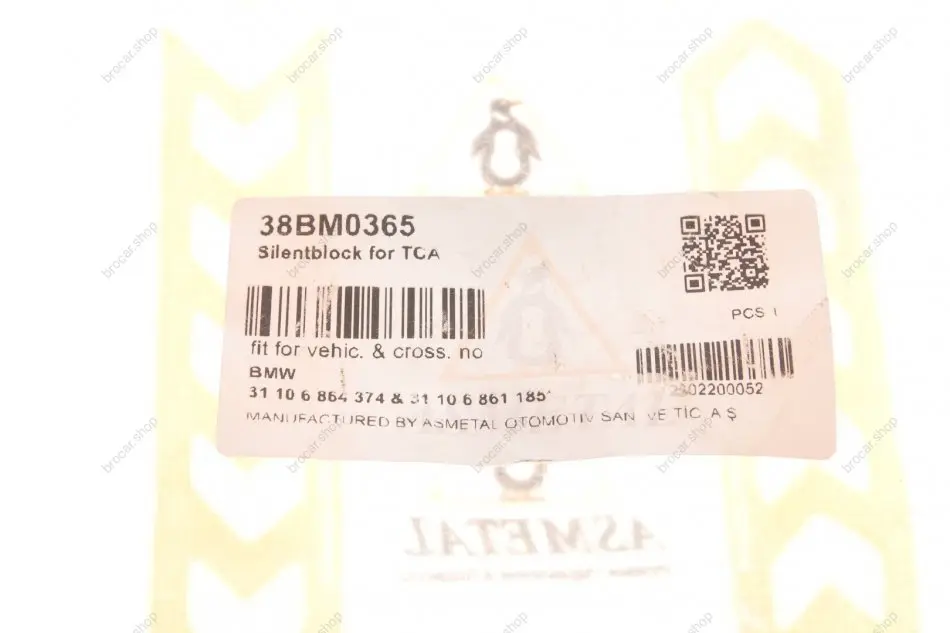 38BM0365
Silentblock for TCA
PCS 1
fit for vehic. & cross. no
BMW
2302200052
31 10 6 864 374 & 31 10 6 861 185
MANUFACTURED BY ASMETAL OTOMOTIV SAN. VE TİC. A.Ş
ASMETAL
brocar.shop